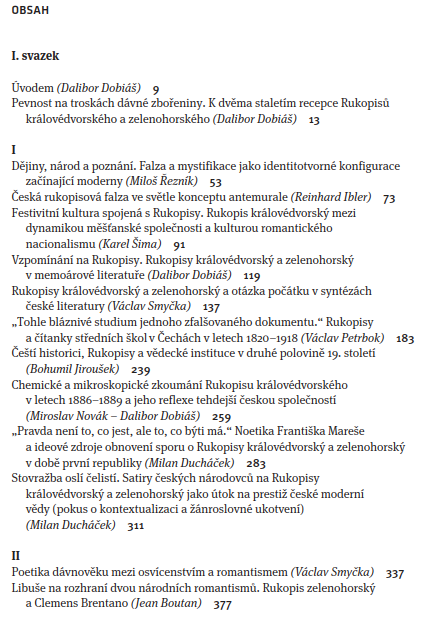 OBSAH
I. svazek
Úvodem (Dalibor Dobiáš) 9
Pevnost na troskách dávné zbořeniny. K dvěma staletím recepce Rukopisů
královédvorského a zelenohorského (Dalibor Dobiáš) 13
I
Dějiny, národ a poznání. Falza a mystifikace jako identitotvorné konfigurace
začínající moderny (Miloš Řezník) 53
Česká rukopisová falza ve světle konceptu antemurale (Reinhard Ibler) 73
Festivitní kultura spojená s Rukopisy. Rukopis královédvorský mezi
dynamikou měšťanské společnosti a kulturou romantického
nacionalismu (Karel Šima) 91
Vzpomínání na Rukopisy. Rukopisy královédvorský a zelenohorský
v memoárové literatuře (Dalibor Dobiáš) 119
Rukopisy královédvorský a zelenohorský a otázka počátku v syntézách
české literatury (Václav Smyčka) 137
„Tohle bláznivé studium jednoho zfalšovaného dokumentu.“ Rukopisy
a čítanky středních škol v Čechách v letech 1820–1918 (Václav Petrbok) 183
Čeští historici, Rukopisy a vědecké instituce v druhé polovině 19. století
(Bohumil Jiroušek) 239
Chemické a mikroskopické zkoumání Rukopisu královédvorského
v letech 1886–1889 a jeho reflexe tehdejší českou společností
(Miroslav Novák – Dalibor Dobiáš) 259
„Pravda není to, co jest, ale to, co býti má.“ Noetika Františka Mareše
a ideové zdroje obnovení sporu o Rukopisy královédvorský a zelenohorský
v době první republiky (Milan Ducháček) 283
Stovražba oslí čelistí. Satiry českých národovců na Rukopisy
královédvorský a zelenohorský jako útok na prestiž české moderní
vědy (pokus o kontextualizaci a žánroslovné ukotvení)
(Milan Ducháček) 311
II
Poetika dávnověku mezi osvícenstvím a romantismem (Václav Smyčka) 337
Libuše na rozhraní dvou národních romantismů. Rukopis zelenohorský
a Clemens Brentano (Jean Boutan) 377